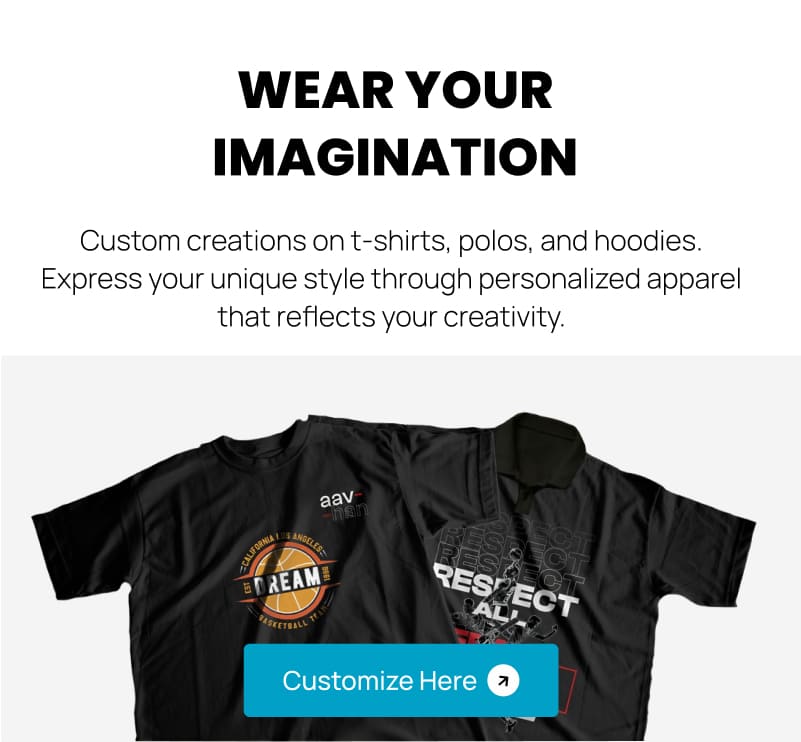 WEAR YOUR
IMAGINATION
Custom creations on t-shirts, polos, and hoodies.
Express your unique style through personalized apparel
that reflects your creativity.
aav-
-nan
CALIFORNIA LOS ANGELES
EST
DREAM
BASKETBALL TEAM
RESPECT
RESPECT
RESPECT
RESPECT
ALL
Customize Here